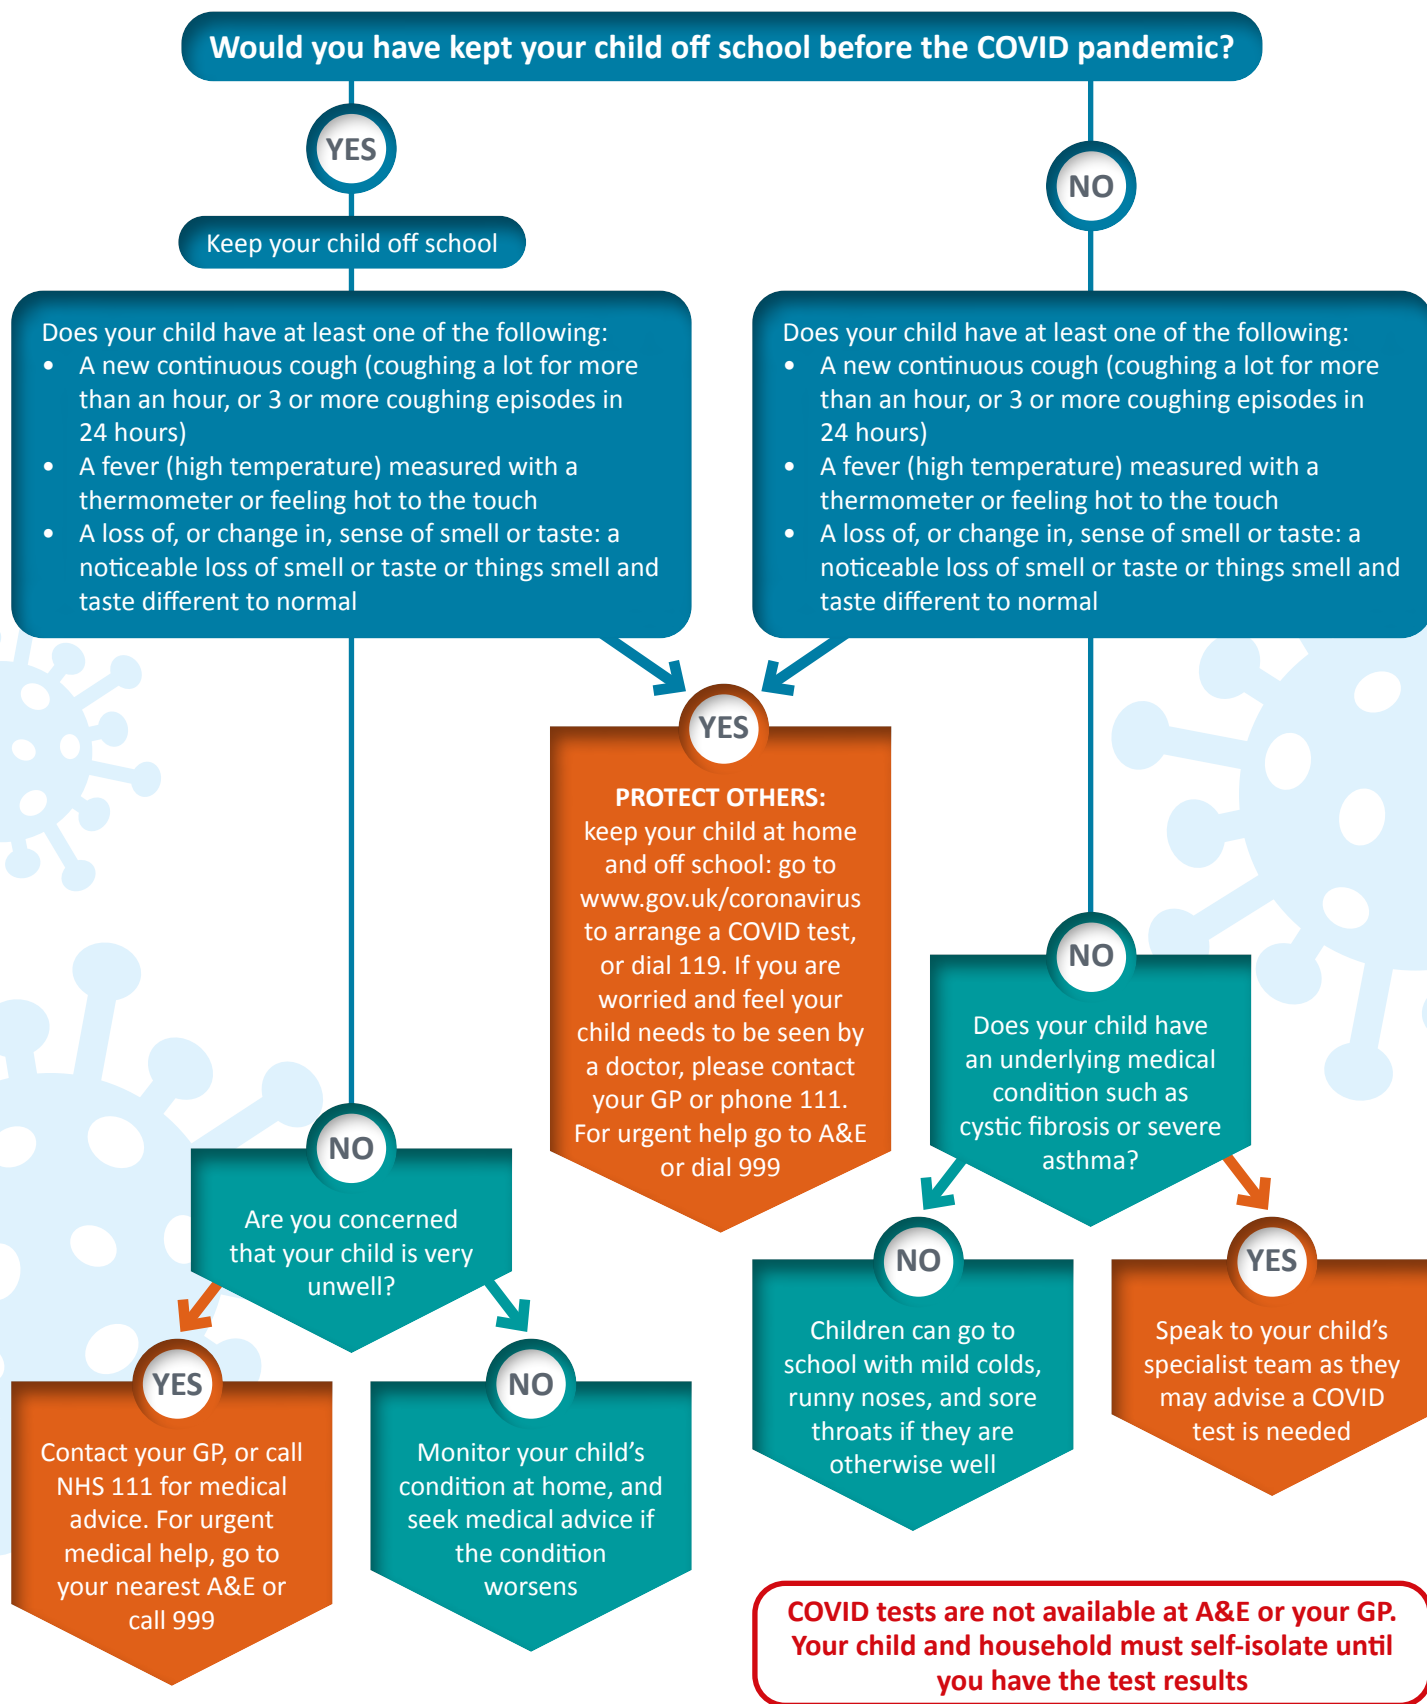 Would you have kept your child off school before the COVID pandemic?
YES
NO
Keep your child off school
Does your child have at least one of the following:
• A new continuous cough (coughing a lot for more
than an hour, or 3 or more coughing episodes in
24 hours)
• A fever (high temperature) measured with a
thermometer or feeling hot to the touch
• A loss of, or change in, sense of smell or taste: a
noticeable loss of smell or taste or things smell and
taste different to normal
Does your child have at least one of the following:
• A new continuous cough (coughing a lot for more
than an hour, or 3 or more coughing episodes in
24 hours)
• A fever (high temperature) measured with a
thermometer or feeling hot to the touch
• A loss of, or change in, sense of smell or taste: a
noticeable loss of smell or taste or things smell and
taste different to normal
YES
PROTECT OTHERS:
keep your child at home
and off school: go to
www.gov.uk/coronavirus
to arrange a COVID test,
or dial 119. If you are
worried and feel your
child needs to be seen by
a doctor, please contact
your GP or phone 111.
For urgent help go to A&E
or dial 999
NO
Does your child have
an underlying medical
condition such as
cystic fibrosis or severe
asthma?
NO
Are you concerned
that your child is very
unwell?
YES
Contact your GP, or call
NHS 111 for medical
advice. For urgent
medical help, go to
your nearest A&E or
call 999
NO
Monitor your child's
condition at home, and
seek medical advice if
the condition
worsens
NO
Children can go to
school with mild colds,
runny noses, and sore
throats if they are
otherwise well
YES
Speak to your child's
specialist team as they
may advise a COVID
test is needed
COVID tests are not available at A&E or your GP.
Your child and household must self-isolate until
you have the test results